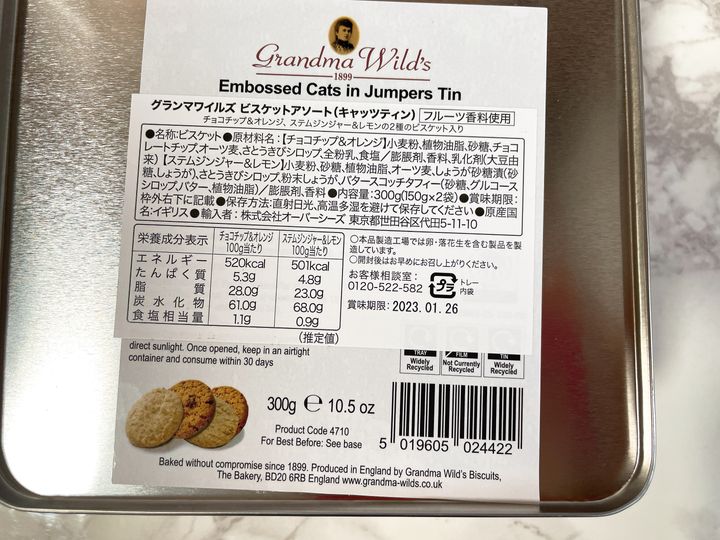 Grandma Wild's
1899
Embossed Cats in Jumpers Tin
グランマワイルズ ビスケットアソート(キャッツティン) フルーツ香料使用
チョコチップ&オレンジ、ステムジンジャー&レモンの2種のビスケット入り
●名称:ビスケット●原材料名:【チョコチップ&オレンジ】小麦粉、植物油脂、砂糖、チョコ
レートチップ、オーツ麦、さとうきびシロップ、全粉乳、食塩/膨脹剤、香料、乳化剤(大豆由
来)【ステムジンジャー&レモン】小麦粉、砂糖、植物油脂、オーツ麦、しょうが砂糖漬(砂
糖、しょうが)、さとうきびシロップ、粉末しょうが、バタースコッチタフィー(砂糖、グルコース
シロップ、バター、植物油脂)/膨脹剤、香料●内容量:300g(150g×2袋)●賞味期限:
枠外右下に記載●保存方法:直射日光、高温多湿を避けて保存してください●原産国
名:イギリス●輸入者:株式会社オーバーシーズ 東京都世田谷区代田5-11-10
栄養成分表示 チョコチップ&オレンジ 100g当たり ステムジンジャー&レモン 100g当たり
エネルギー 520kcal 501kcal
たんぱく質 5.3g 4.8g
脂質 28.0g 23.0g
炭水化物 61.0g 68.0g
食塩相当量 1.1g 0.9g
(推定値)
○本品製造工場では卵・落花生を含む製品を製
造しています。
○開封後はお早めにお召し上がりください。
お客様相談室:
0120-522-582
プラ
トレー
内袋
賞味期限: 2023.01.26
direct sunlight. Once opened, keep in an airtight
container and consume within 30 days
TRAY
Widely
Recycled
FILM
Not Currently
Recycled
TIN
Widely
Recycled
300g ℮ 10.5 oz
Product Code 4710
For Best Before: See base
5 019605 024422
Baked without compromise since 1899. Produced in England by Grandma Wild's Biscuits,
The Bakery, BD20 6RB England www.grandma-wilds.co.uk